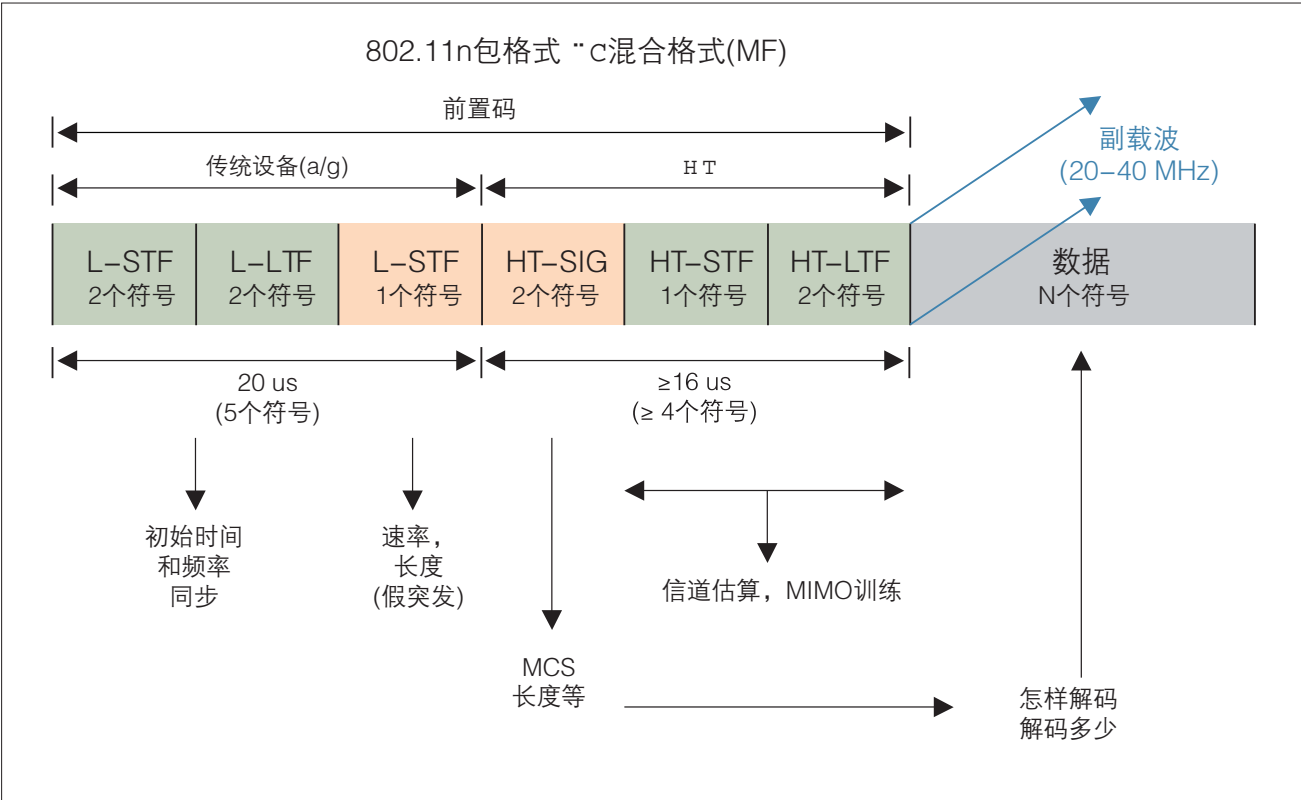 802.11n包格式 ¨c混合格式(MF)
前置码
副载波
(20–40 MHz)
传统设备(a/g)
HT
L–STF
2个符号
L–LTF
2个符号
L–STF
1个符号
HT–SIG
2个符号
HT–STF
1个符号
HT–LTF
2个符号
数据
N个符号
20 us
(5个符号)
≥16 us
(≥ 4个符号)
初始时间
和频率
同步
速率，
长度
(假突发)
信道估算，MIMO训练
MCS
长度等
怎样解码
解码多少